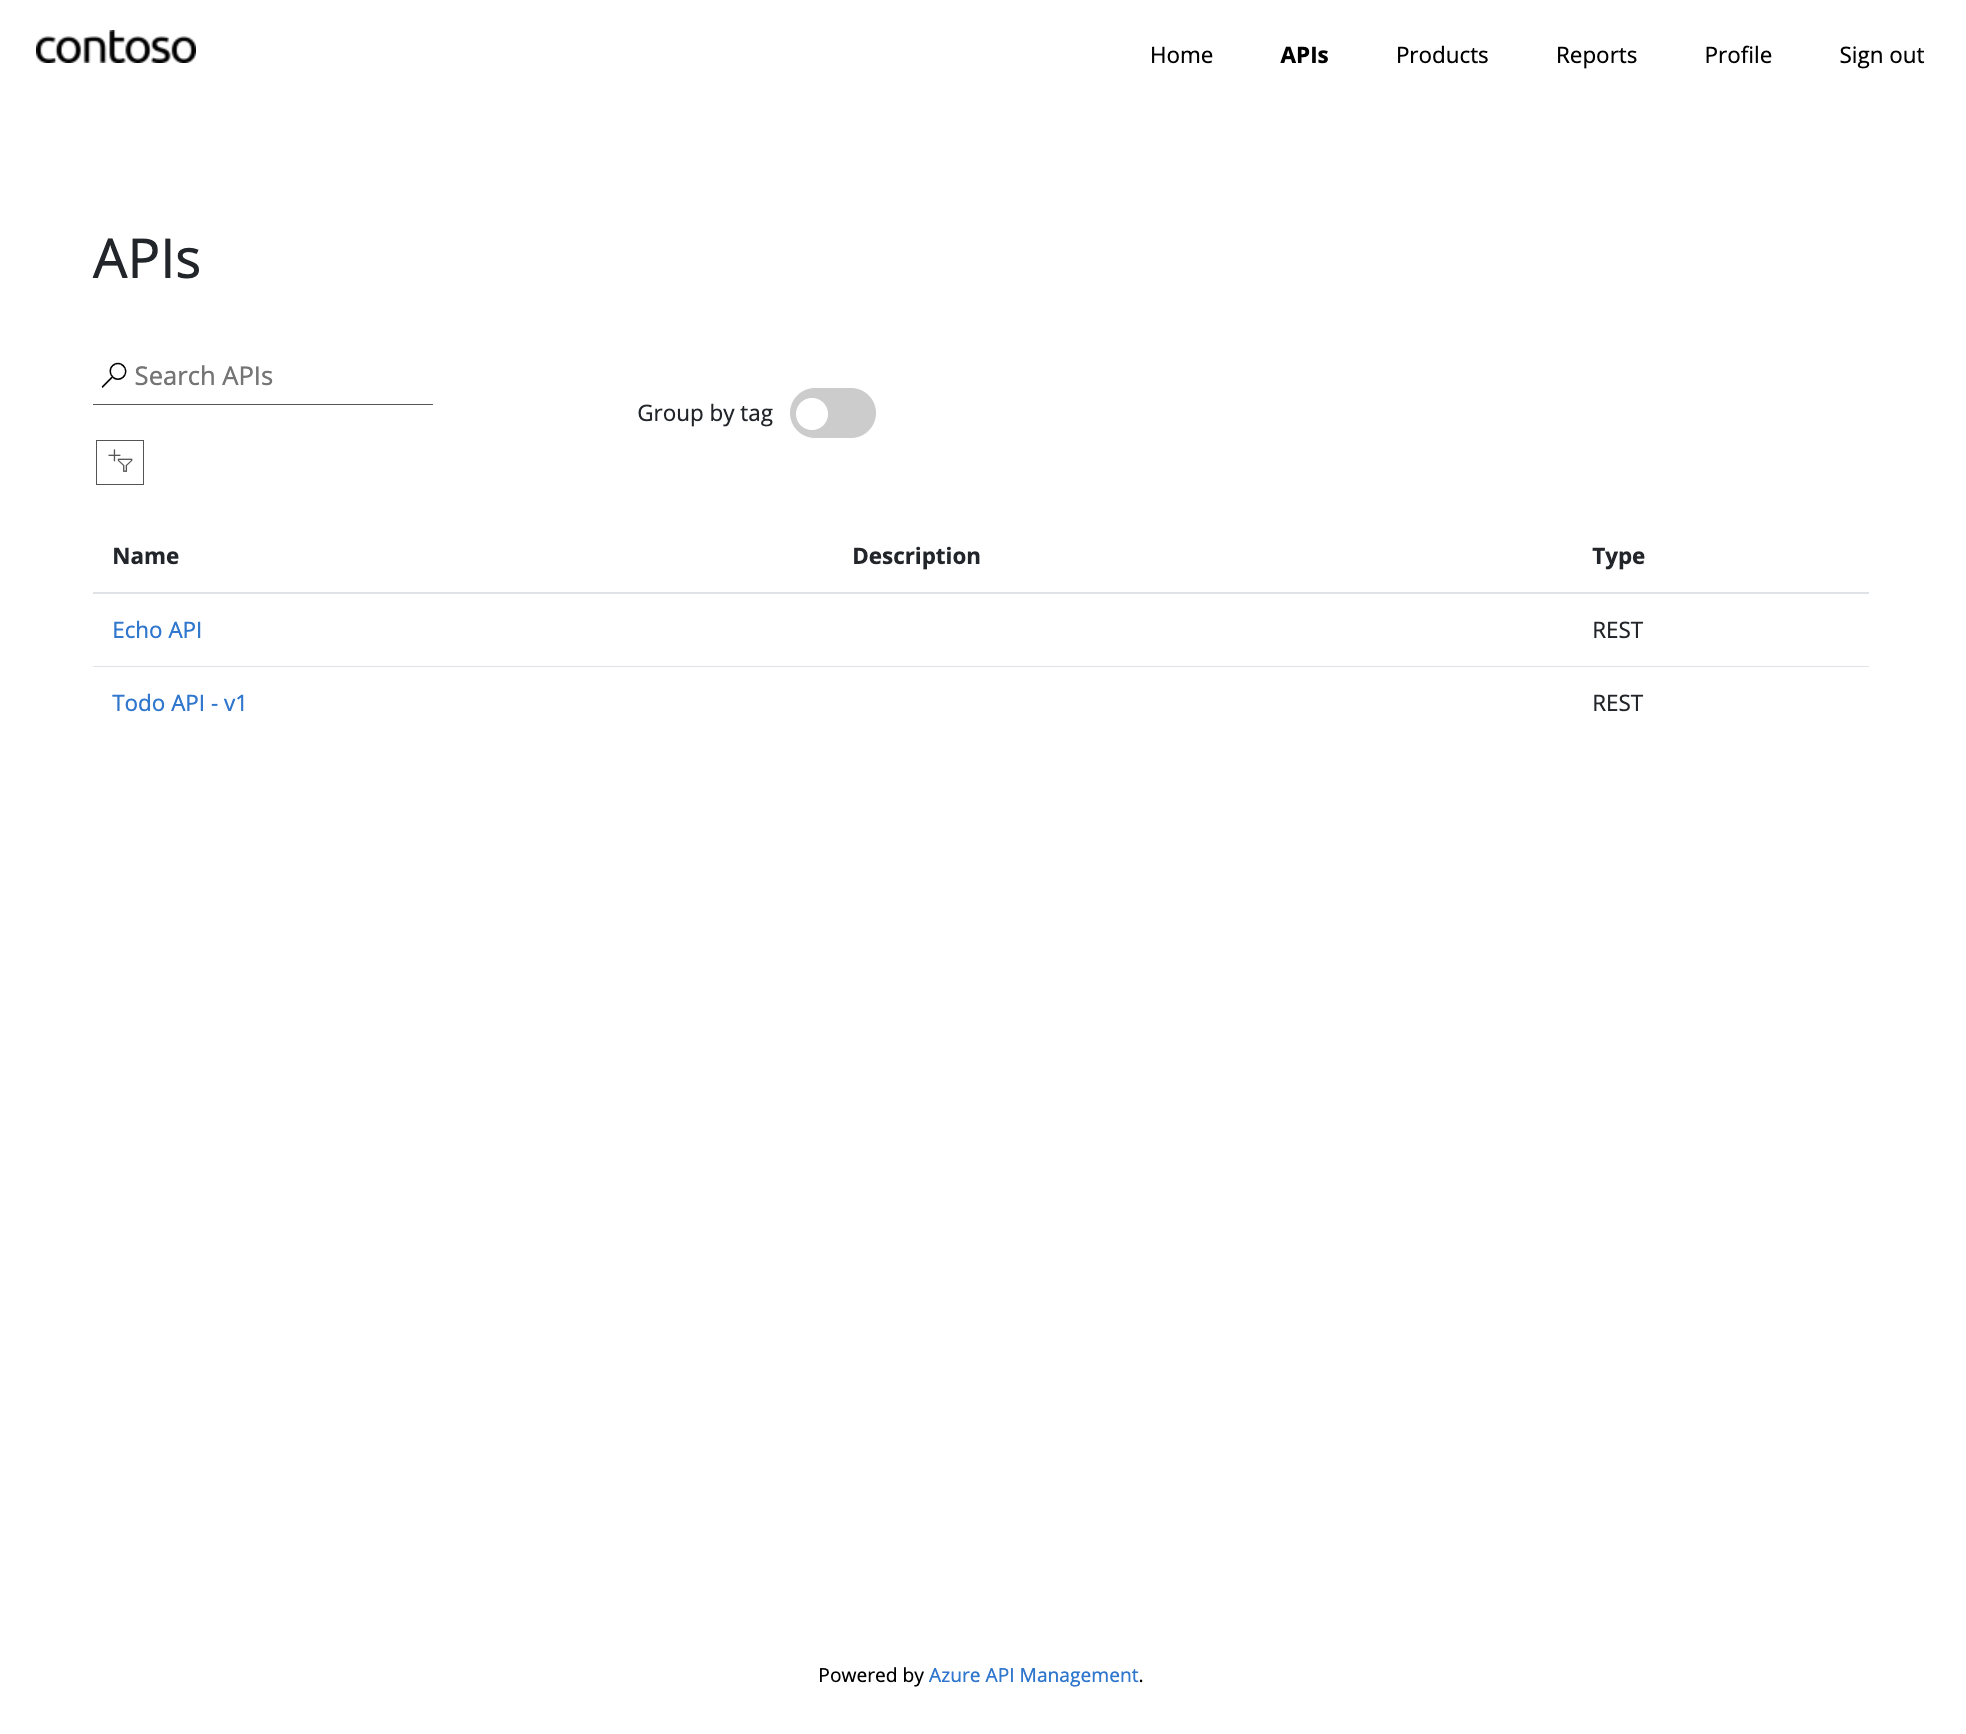 contoso
Home APIs Products Reports Profile Sign out
APIs
Search APIs
Group by tag
Name Description Type
Echo API REST
Todo API - v1 REST
Powered by Azure API Management.